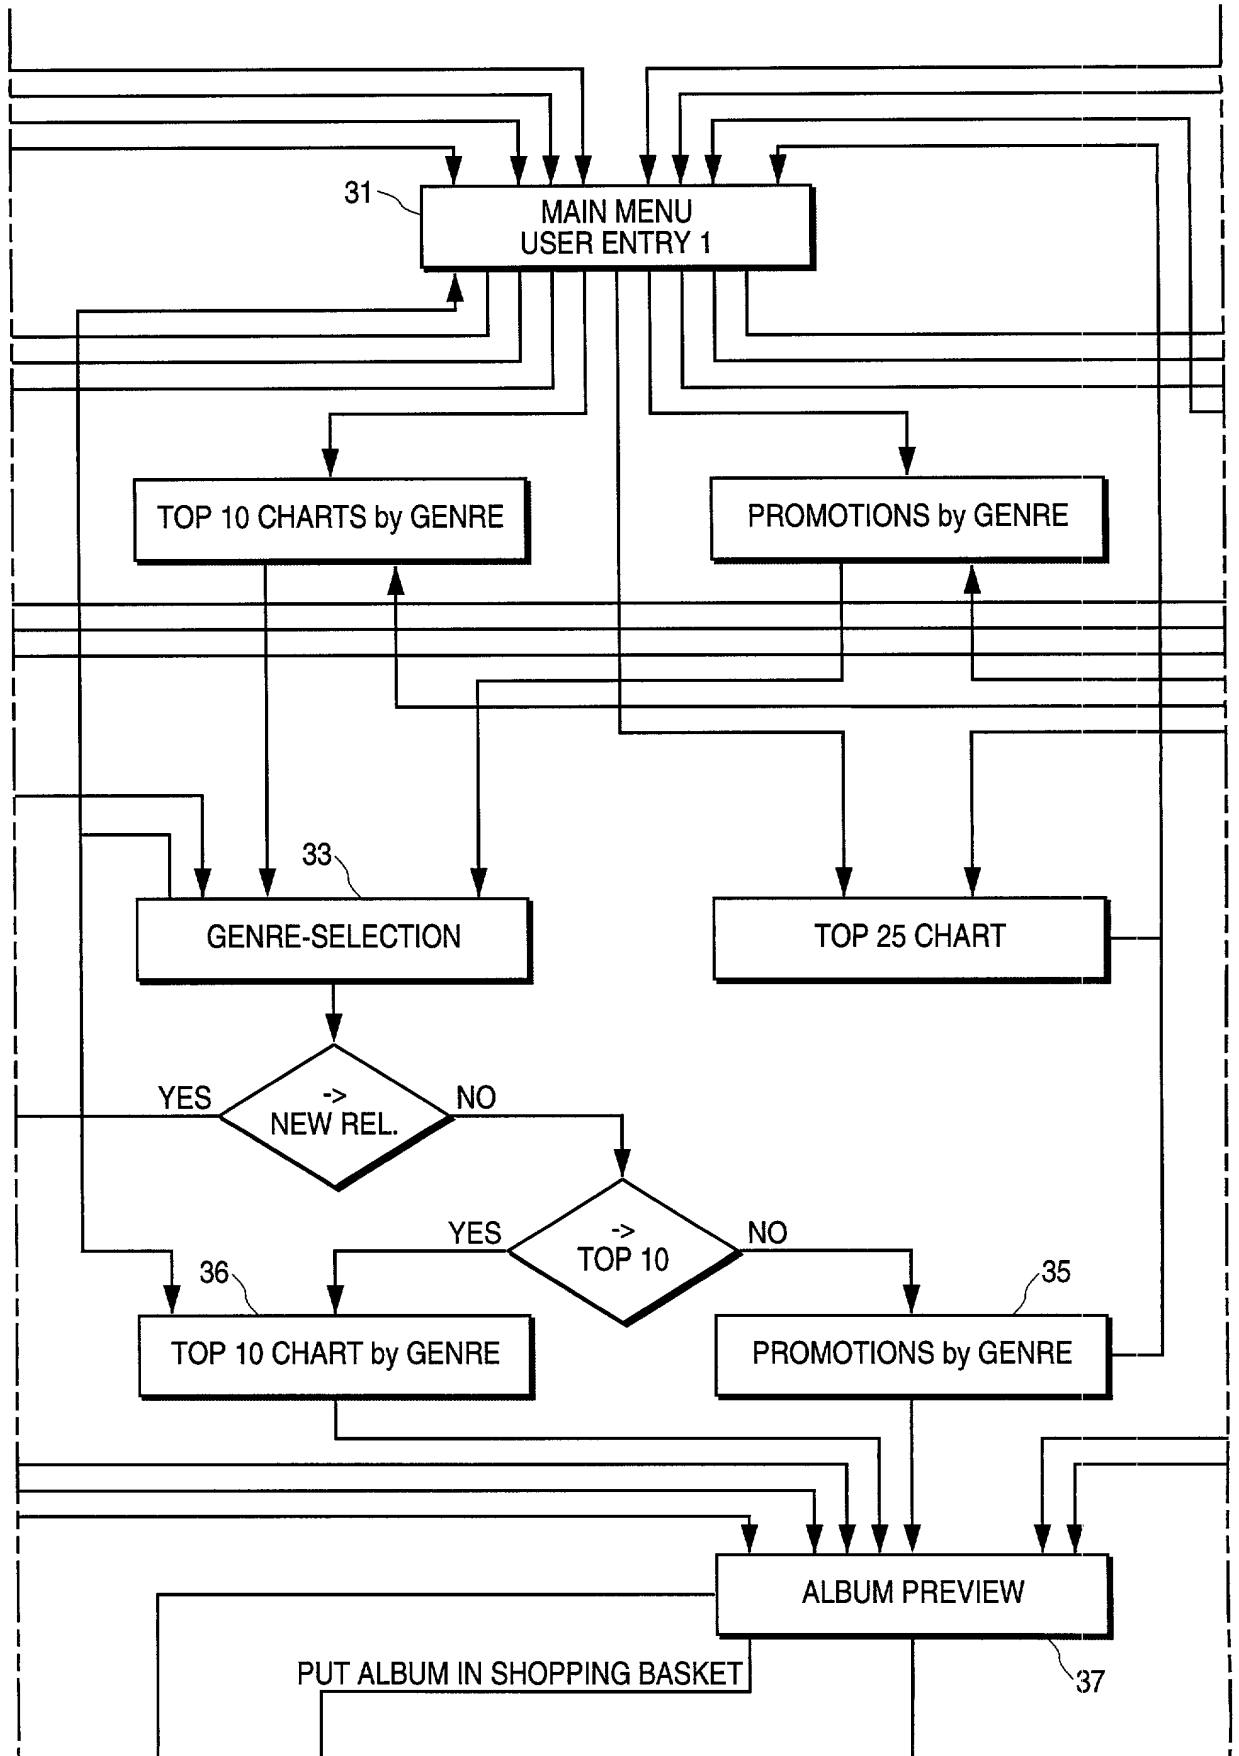 31
MAIN MENU
USER ENTRY 1
TOP 10 CHARTS by GENRE
PROMOTIONS by GENRE
33
GENRE-SELECTION
TOP 25 CHART
YES
->
NEW REL.
NO
YES
->
TOP 10
NO
36
35
TOP 10 CHART by GENRE
PROMOTIONS by GENRE
ALBUM PREVIEW
PUT ALBUM IN SHOPPING BASKET
37